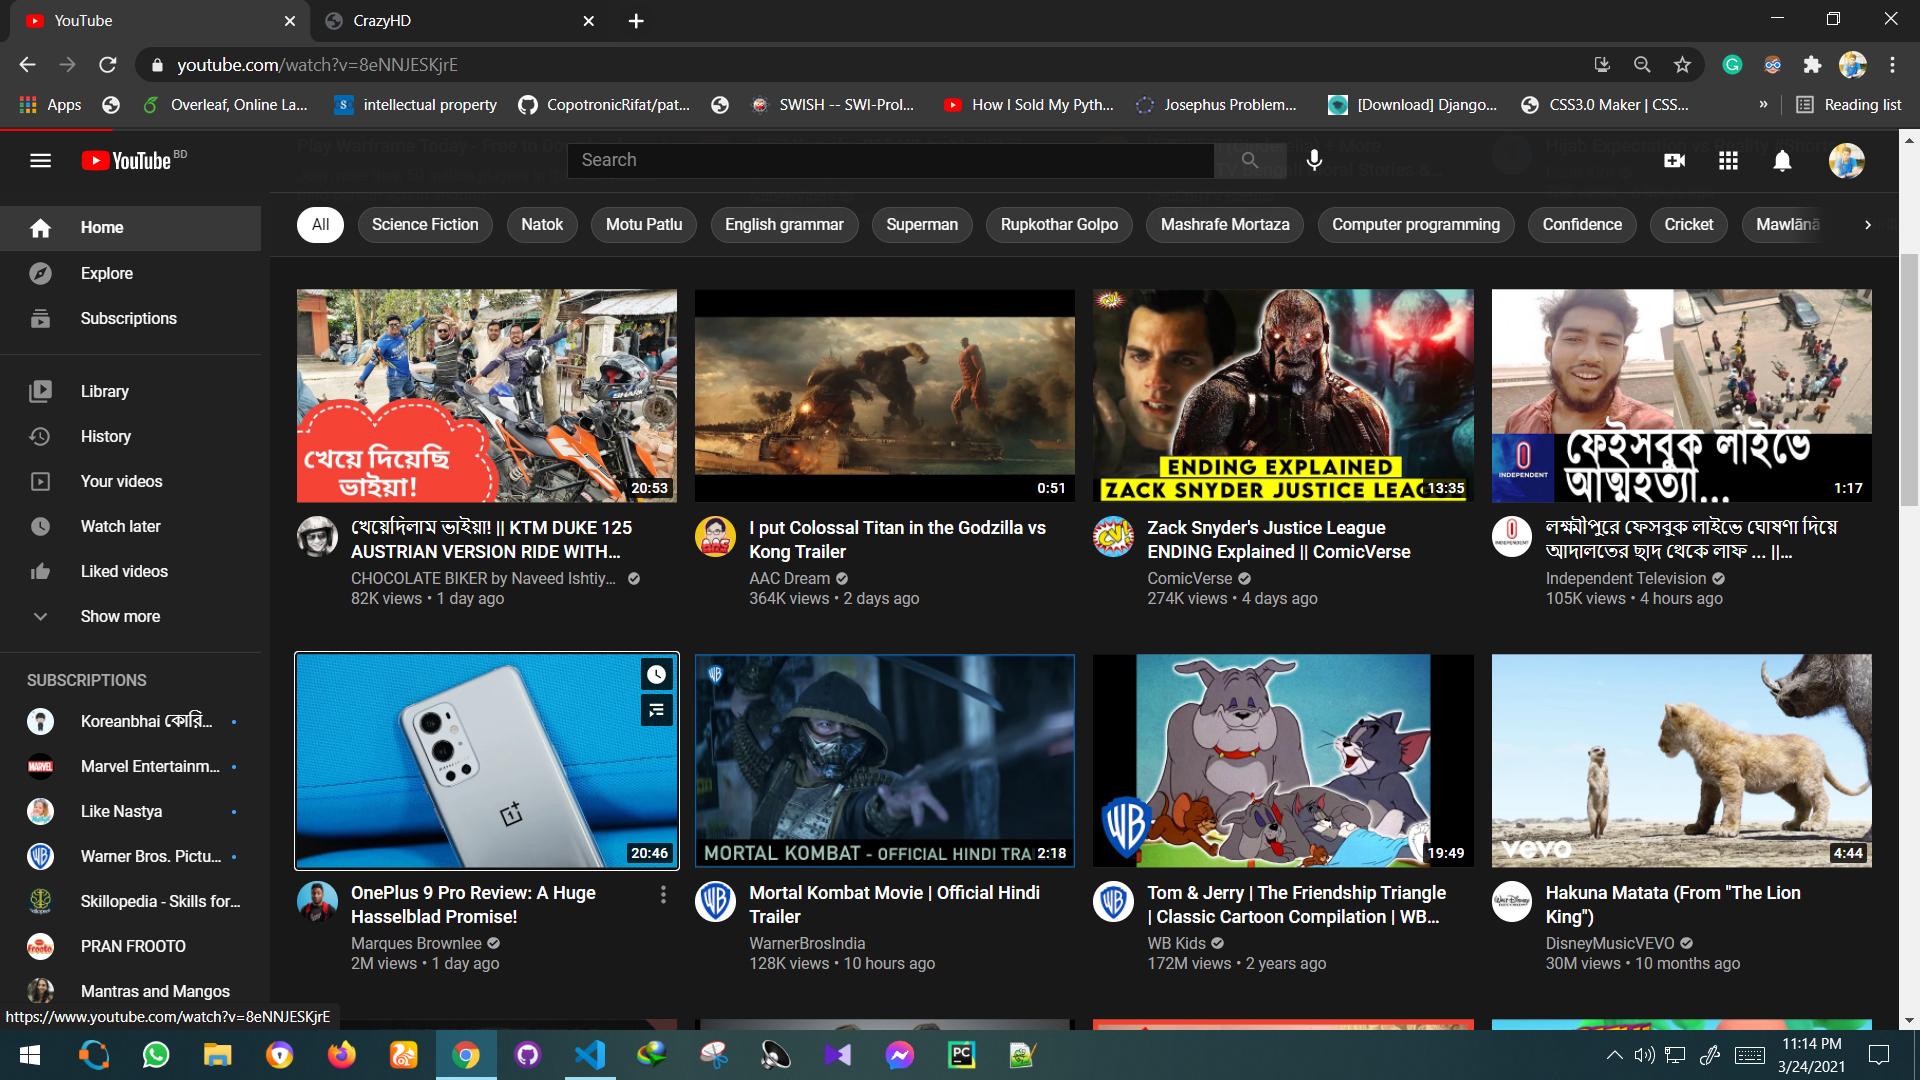 YouTube
CrazyHD
youtube.com/watch?v=8eNNJESKjrE
Apps
Overleaf, Online La...
intellectual property
CopotronicRifat/pat...
SWISH -- SWI-Prol...
How I Sold My Pyth...
Josephus Problem...
[Download] Django...
CSS3.0 Maker | CSS...
Reading list
YouTube BD
Search
All
Science Fiction
Natok
Motu Patlu
English grammar
Superman
Rupkothar Golpo
Mashrafe Mortaza
Computer programming
Confidence
Cricket
Mawlānā
Home
Explore
Subscriptions
Library
History
Your videos
Watch later
Liked videos
Show more
SUBSCRIPTIONS
Koreanbhai কোরি...
Marvel Entertainm...
Like Nastya
Warner Bros. Pictu...
Skillopedia - Skills for...
PRAN FROOTO
Mantras and Mangos
https://www.youtube.com/watch?v=8eNNJESKjrE
খেয়ে দিয়েছি
ভাইয়া!
20:53
খেয়েদিলাম ভাইয়া! || KTM DUKE 125
AUSTRIAN VERSION RIDE WITH...
CHOCOLATE BIKER by Naveed Ishtiy...
82K views • 1 day ago
0:51
I put Colossal Titan in the Godzilla vs
Kong Trailer
AAC Dream
364K views • 2 days ago
ENDING EXPLAINED
ZACK SNYDER JUSTICE LEAG
13:35
Zack Snyder's Justice League
ENDING Explained || ComicVerse
ComicVerse
274K views • 4 days ago
INDEPENDENT
ফেইসবুক লাইভে
আত্মহত্যা...
1:17
লক্ষ্মীপুরে ফেসবুক লাইভে ঘোষণা দিয়ে
আদালতের ছাদ থেকে লাফ ... ||...
Independent Television
105K views • 4 hours ago
20:46
OnePlus 9 Pro Review: A Huge
Hasselblad Promise!
Marques Brownlee
2M views • 1 day ago
MORTAL KOMBAT - OFFICIAL HINDI TRAI
2:18
Mortal Kombat Movie | Official Hindi
Trailer
WarnerBrosIndia
128K views • 10 hours ago
WB
19:49
Tom & Jerry | The Friendship Triangle
| Classic Cartoon Compilation | WB...
WB Kids
172M views • 2 years ago
vevo
4:44
Hakuna Matata (From "The Lion
King")
DisneyMusicVEVO
30M views • 10 months ago
11:14 PM
3/24/2021